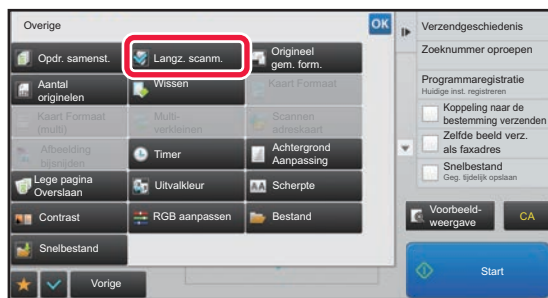 Overige
OK
Opdr. samenst.
Langz. scanm.
Origineel
gem. form.
Aantal
originelen
Wissen
Kaart Formaat
Kaart Formaat
(multi)
Multi-
verkleinen
Scannen
adreskaart
Afbeelding
bijsnijden
Timer
Achtergrond
Aanpassing
Lege pagina
Overslaan
Uitvalkleur
AA Scherpte
Contrast
RGB aanpassen
Bestand
Snelbestand
Vorige
Verzendgeschiedenis
Zoeknummer oproepen
Programmaregistratie
Huidige inst. registreren
Koppeling naar de
bestemming verzenden
Zelfde beeld verz.
als faxadres
Snelbestand
Geg. tijdelijk opslaan
Voorbeeld-
weergave
CA
Start